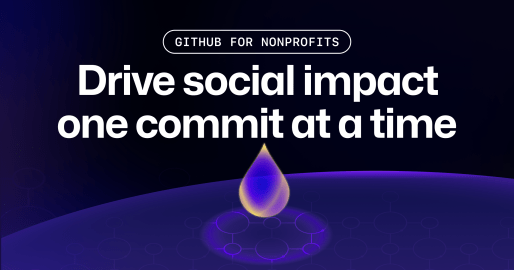 GITHUB FOR NONPROFITS
Drive social impact
one commit at a time